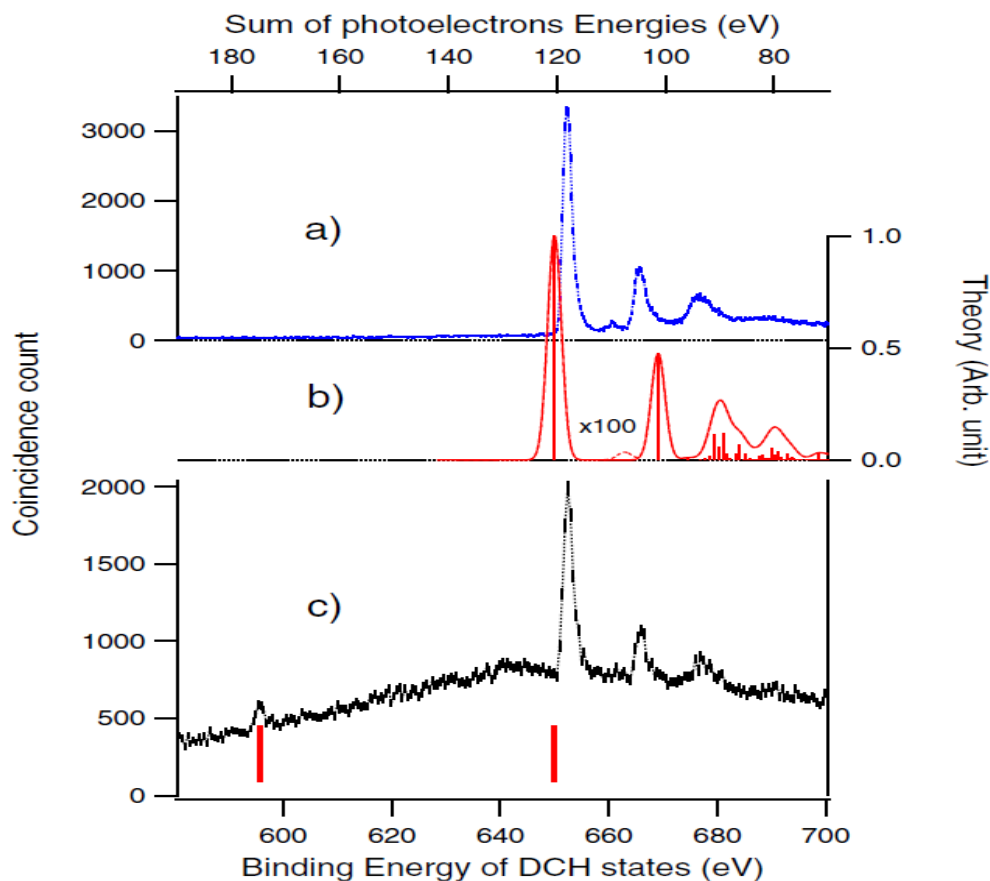 Sum of photoelectrons Energies (eV)
180 160 140 120 100 80
3000
2000
1000
0
a)
1.0
0.5
0.0
b)
x100
Theory (Arb. unit)
Coincidence count
2000
1500
1000
500
0
c)
600 620 640 660 680 700
Binding Energy of DCH states (eV)